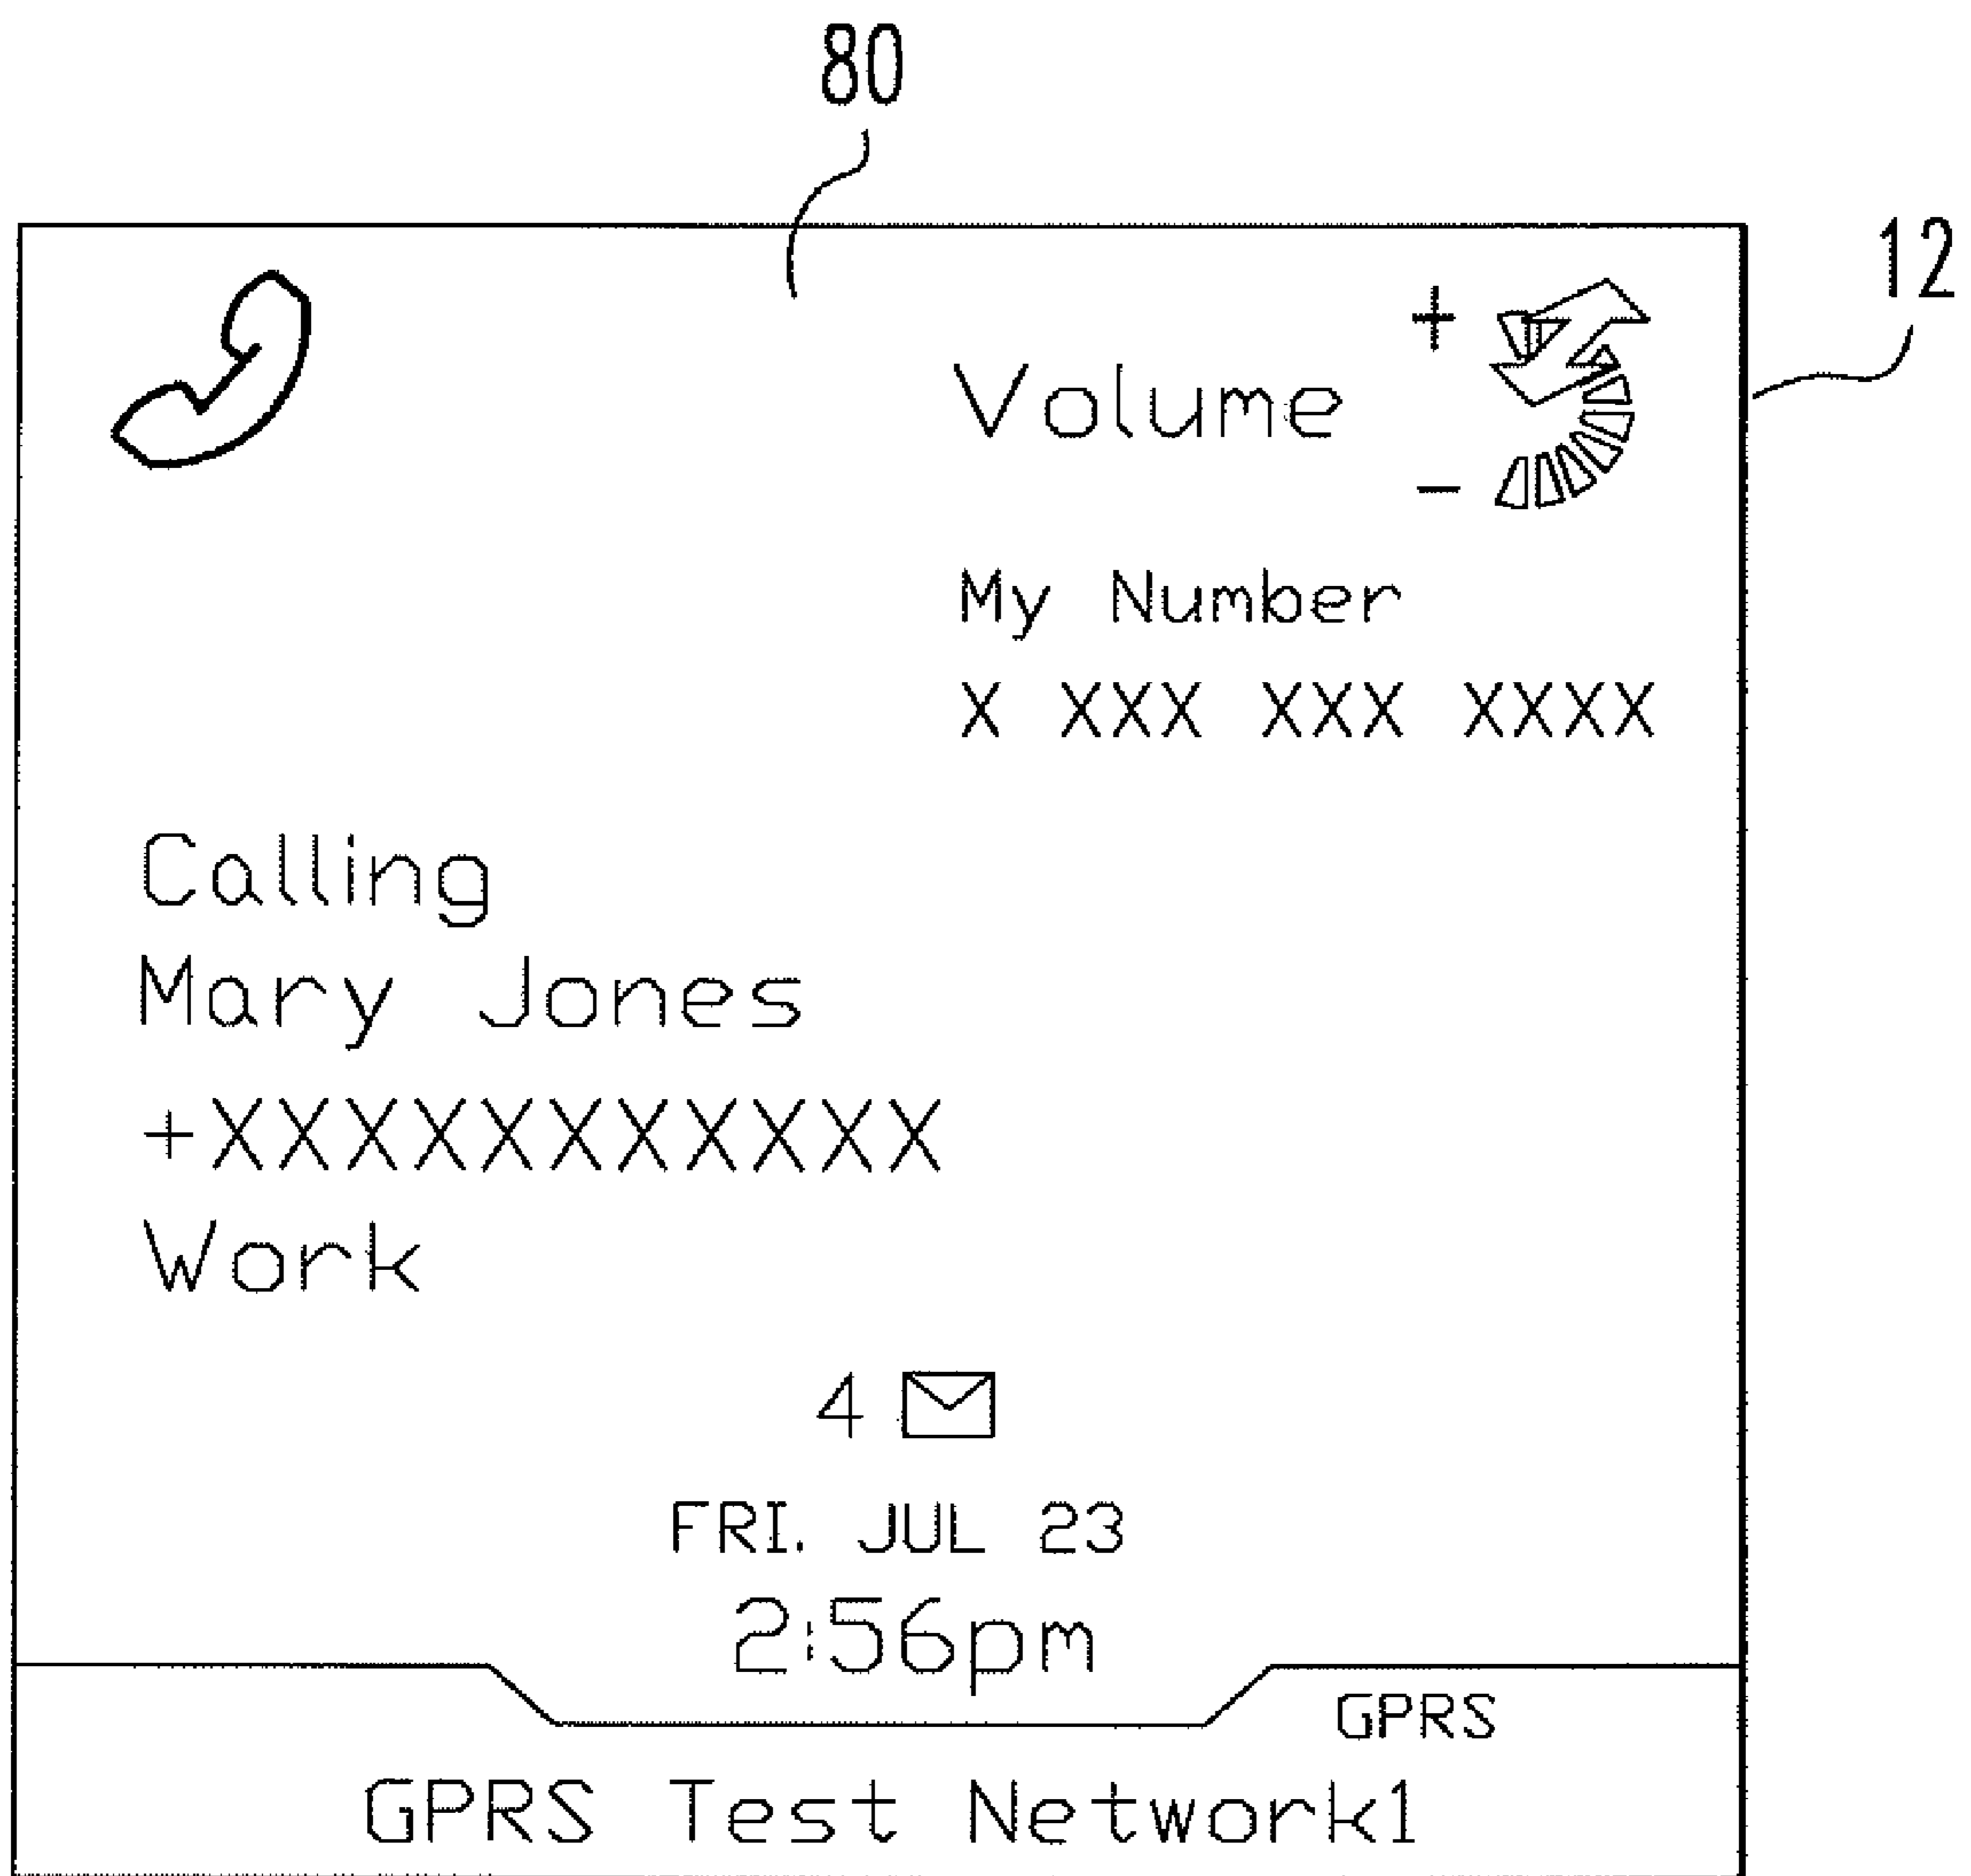 80
12
+
Volume
-
My Number
X XXX XXX XXXX
Calling
Mary Jones
+XXXXXXXXXXX
Work
4
FRI. JUL 23
2:56pm
GPRS
GPRS Test Network1